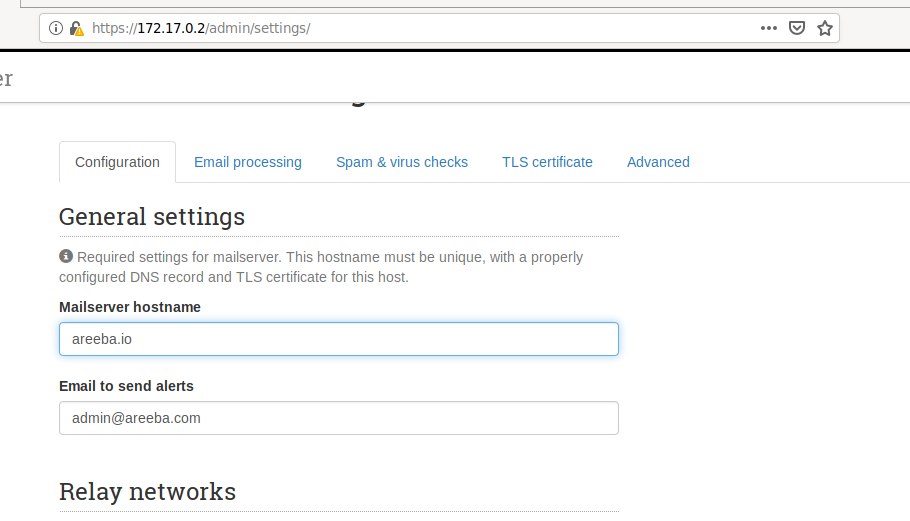 https://172.17.0.2/admin/settings/
er
Configuration Email processing Spam & virus checks TLS certificate Advanced
General settings
Required settings for mailserver. This hostname must be unique, with a properly
configured DNS record and TLS certificate for this host.
Mailserver hostname
areeba.io
Email to send alerts
admin@areeba.com
Relay networks